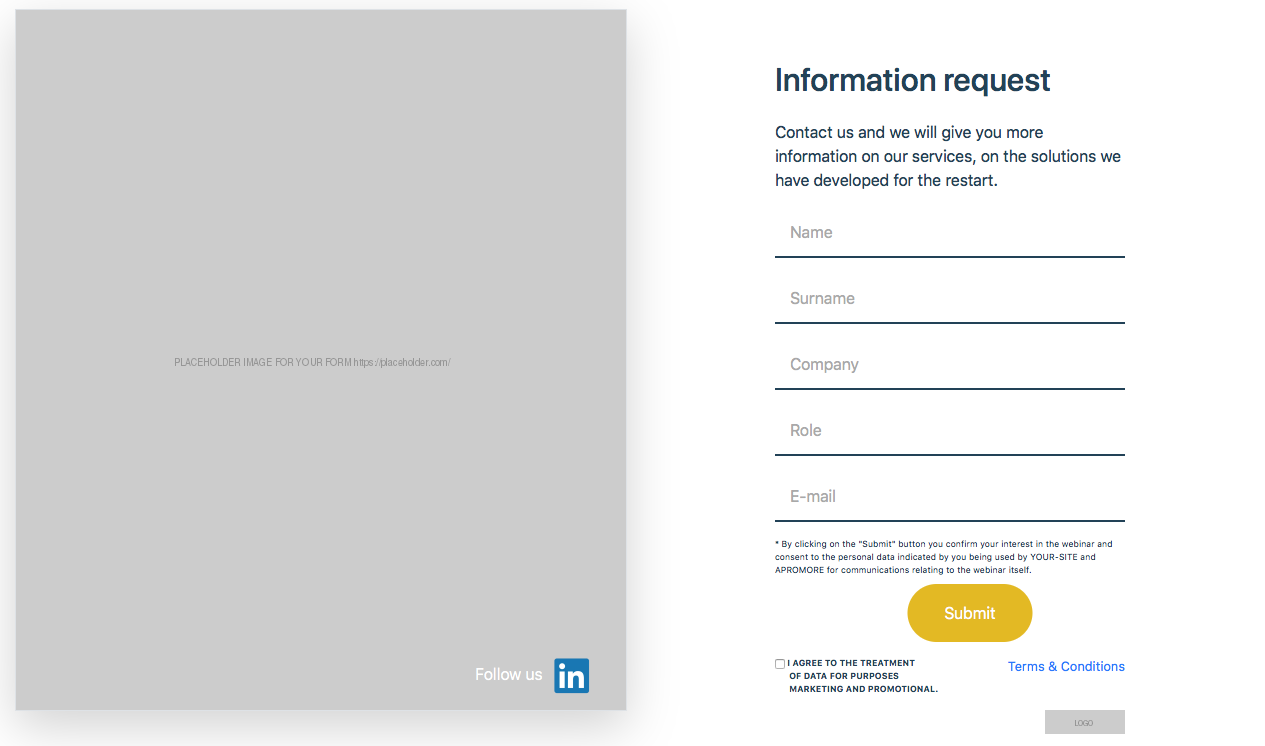 PLACEHOLDER IMAGE FOR YOUR FORM https://placeholder.com/
Follow us
in
Information request
Contact us and we will give you more
information on our services, on the solutions we
have developed for the restart.
Name
Surname
Company
Role
E-mail
* By clicking on the "Submit" button you confirm your interest in the webinar and
consent to the personal data indicated by you being used by YOUR-SITE and
APROMORE for communications relating to the webinar itself.
Submit
I AGREE TO THE TREATMENT
OF DATA FOR PURPOSES
MARKETING AND PROMOTIONAL.
Terms & Conditions
LOGO